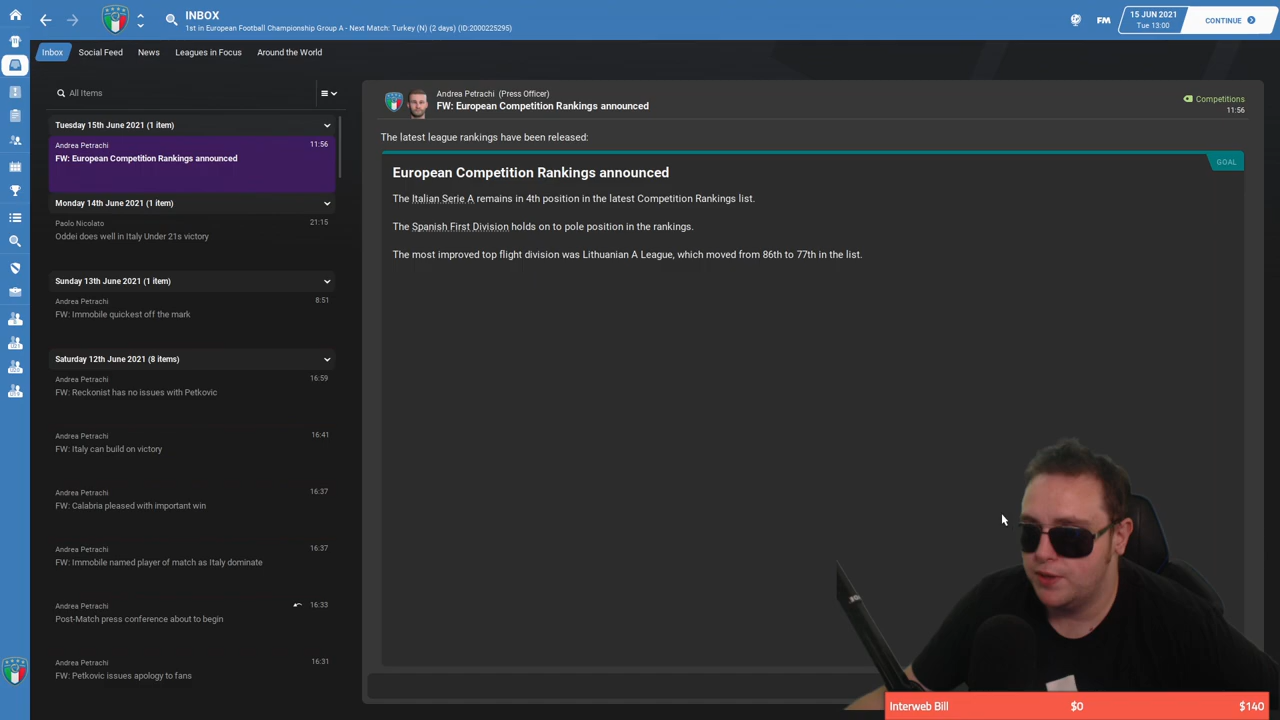 INBOX
1st in European Football Championship Group A - Next Match: Turkey (N) (2 days) (ID:2000225295)
FM
15 JUN 2021
Tue 13:00
CONTINUE
Inbox
Social Feed
News
Leagues in Focus
Around the World
All Items
Tuesday 15th June 2021 (1 item)
Andrea Petrachi
11:56
FW: European Competition Rankings announced
Monday 14th June 2021 (1 item)
Paolo Nicolato
21:15
Oddei does well in Italy Under 21s victory
Sunday 13th June 2021 (1 item)
Andrea Petrachi
8:51
FW: Immobile quickest off the mark
Saturday 12th June 2021 (8 items)
Andrea Petrachi
16:59
FW: Reckonist has no issues with Petkovic
Andrea Petrachi
16:41
FW: Italy can build on victory
Andrea Petrachi
16:37
FW: Calabria pleased with important win
Andrea Petrachi
16:37
FW: Immobile named player of match as Italy dominate
Andrea Petrachi
16:33
Post-Match press conference about to begin
Andrea Petrachi
16:31
FW: Petkovic issues apology to fans
Andrea Petrachi (Press Officer)
FW: European Competition Rankings announced
Competitions
11:56
The latest league rankings have been released:
GOAL
European Competition Rankings announced
The Italian Serie A remains in 4th position in the latest Competition Rankings list.
The Spanish First Division holds on to pole position in the rankings.
The most improved top flight division was Lithuanian A League, which moved from 86th to 77th in the list.
Interweb Bill
$0
$140